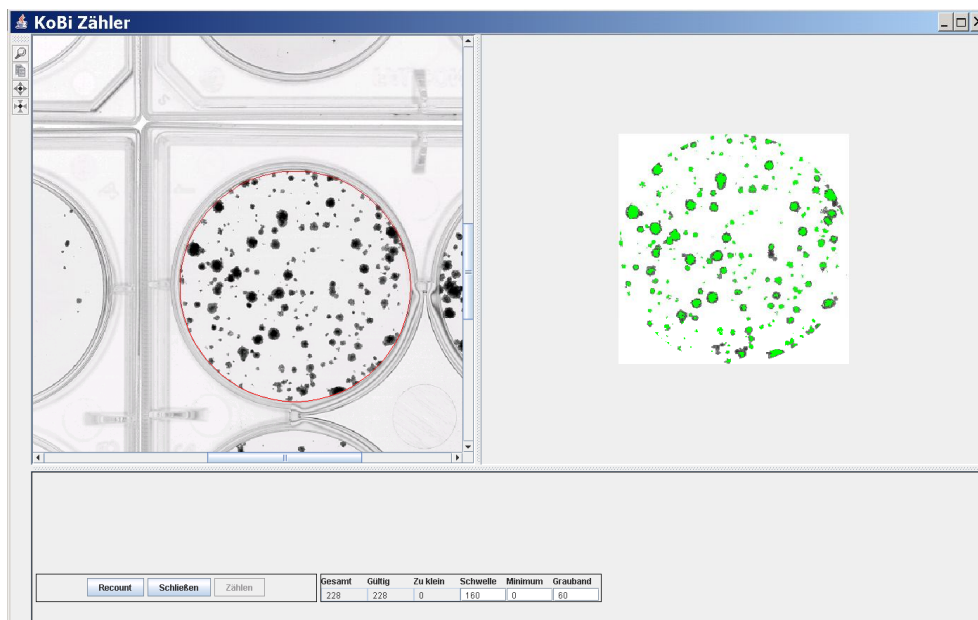 KoBi Zähler
Recount Schließen Zählen
Gesamt Gültig Zu klein Schwelle Minimum Grauband
228 228 0 160 0 60